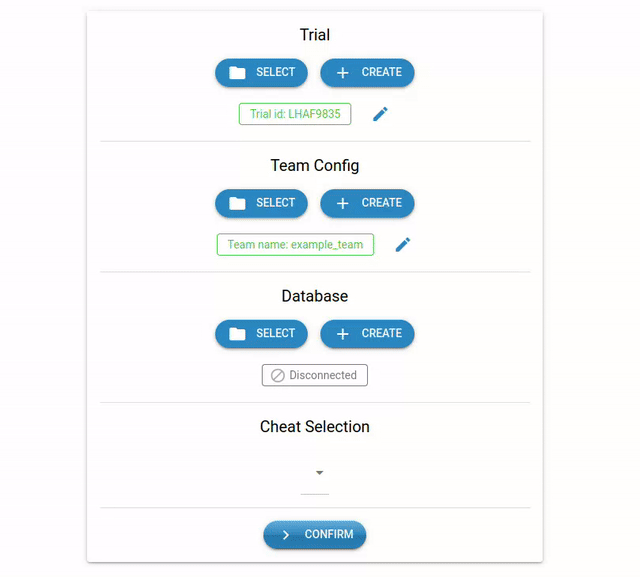 Trial
SELECT CREATE
Trial id: LHAF9835
Team Config
SELECT CREATE
Team name: example_team
Database
SELECT CREATE
Disconnected
Cheat Selection
CONFIRM